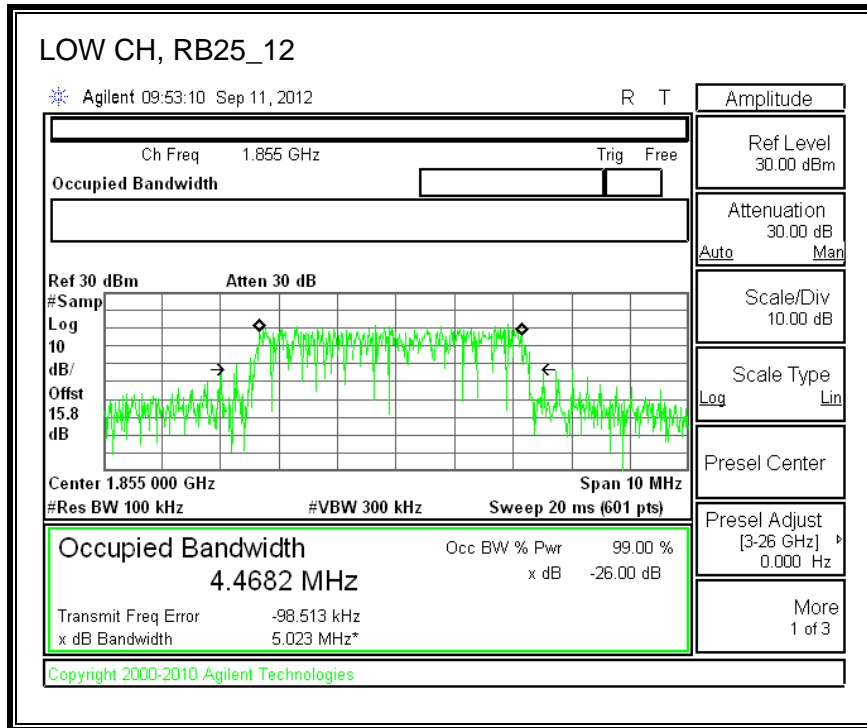 LOW CH, RB25_12
Agilent 09:53:10 Sep 11, 2012 R T
Ch Freq 1.855 GHz Trig Free
Occupied Bandwidth
Ref 30 dBm Atten 30 dB
#Samp
Log
10
dB/
Offst
15.8
dB
Center 1.855 000 GHz Span 10 MHz
#Res BW 100 kHz #VBW 300 kHz Sweep 20 ms (601 pts)
Occupied Bandwidth Occ BW % Pwr 99.00 %
4.4682 MHz x dB -26.00 dB
Transmit Freq Error -98.513 kHz
x dB Bandwidth 5.023 MHz*
Copyright 2000-2010 Agilent Technologies
Amplitude
Ref Level
30.00 dBm
Attenuation
30.00 dB
Auto Man
Scale/Div
10.00 dB
Scale Type
Log Lin
Presel Center
Presel Adjust
[3-26 GHz]
0.000 Hz
More
1 of 3